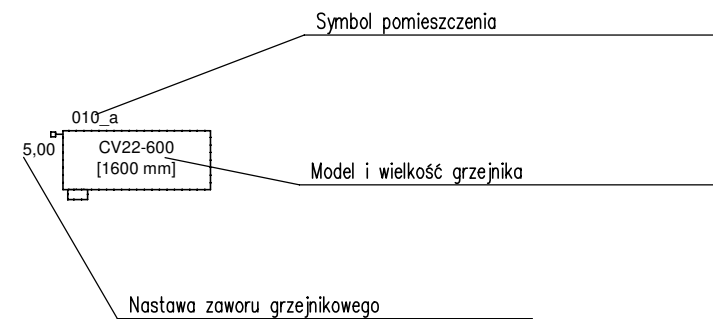 Symbol pomieszczenia
010_a
5,00
CV22-600
[1600 mm]
Model i wielkość grzejnika
Nastawa zaworu grzejnikowego